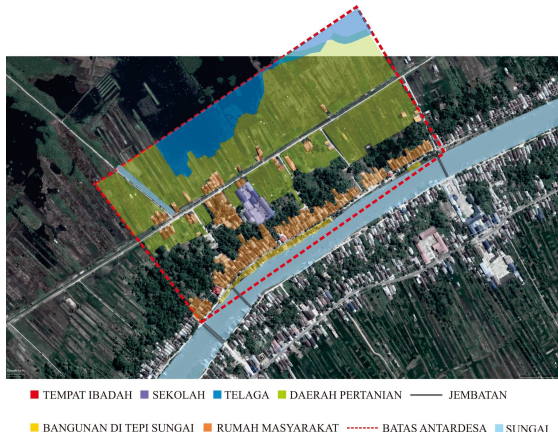 TEMPAT IBADAH SEKOLAH TELAGA DAERAH PERTANIAN JEMBATAN
BANGUNAN DI TEPI SUNGAI RUMAH MASYARAKAT BATAS ANTARDESA SUNGAI